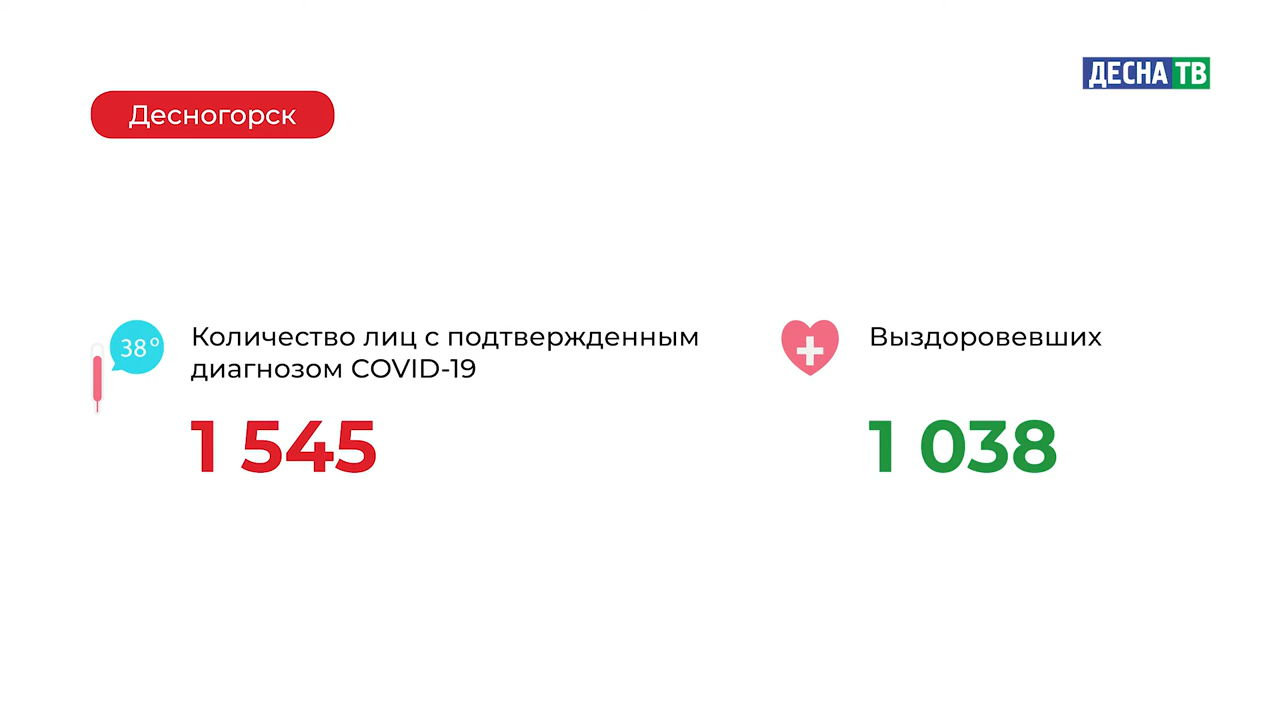 ДЕСНА ТВ
Десногорск
38°
Количество лиц с подтвержденным
диагнозом COVID-19
1 545
Выздоровевших
1 038